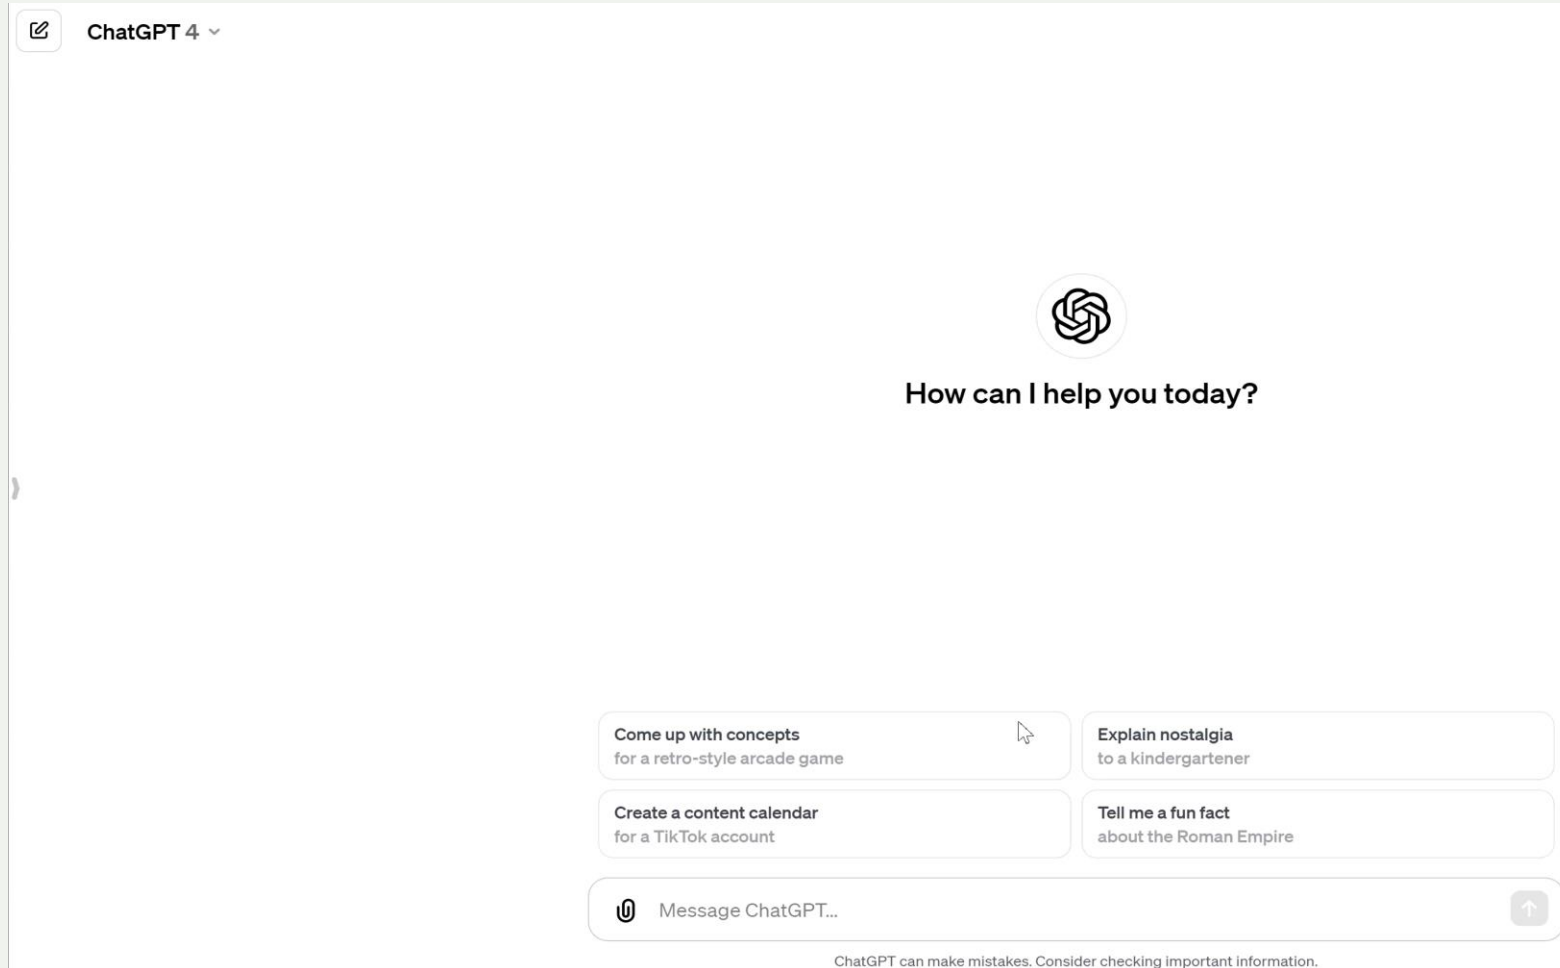 ChatGPT 4
How can I help you today?
Come up with concepts
for a retro-style arcade game
Explain nostalgia
to a kindergartener
Create a content calendar
for a TikTok account
Tell me a fun fact
about the Roman Empire
Message ChatGPT...
ChatGPT can make mistakes. Consider checking important information.